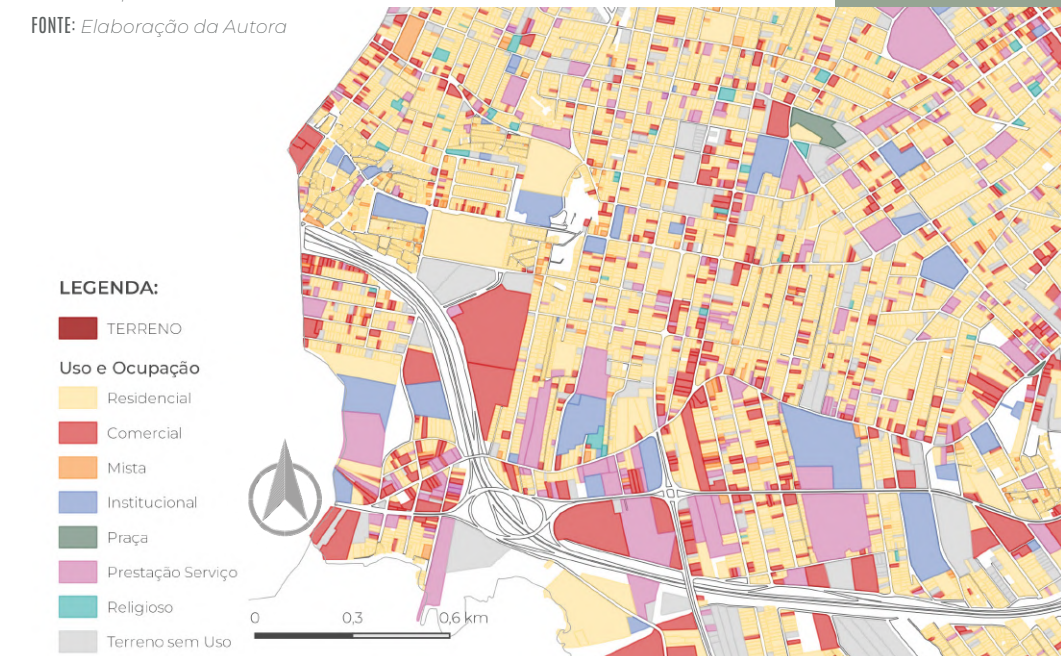 FONTE: Elaboração da Autora
LEGENDA:
TERRENO
Uso e Ocupação
Residencial
Comercial
Mista
Institucional
Praça
Prestação Serviço
Religioso
Terreno sem Uso
0 0,3 0,6 km